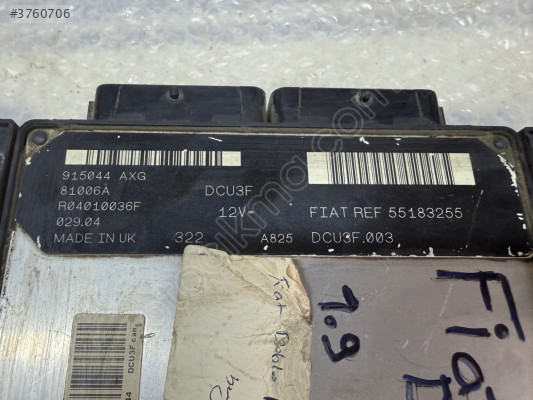 #3760706
915044 AXG
81006A
DCU3F
R04010036F
12V-
FIAT REF 55183255
029.04
MADE IN UK
322
A825
DCU3F.003
DCU3F
Fiat Doblo
1.9
Fia